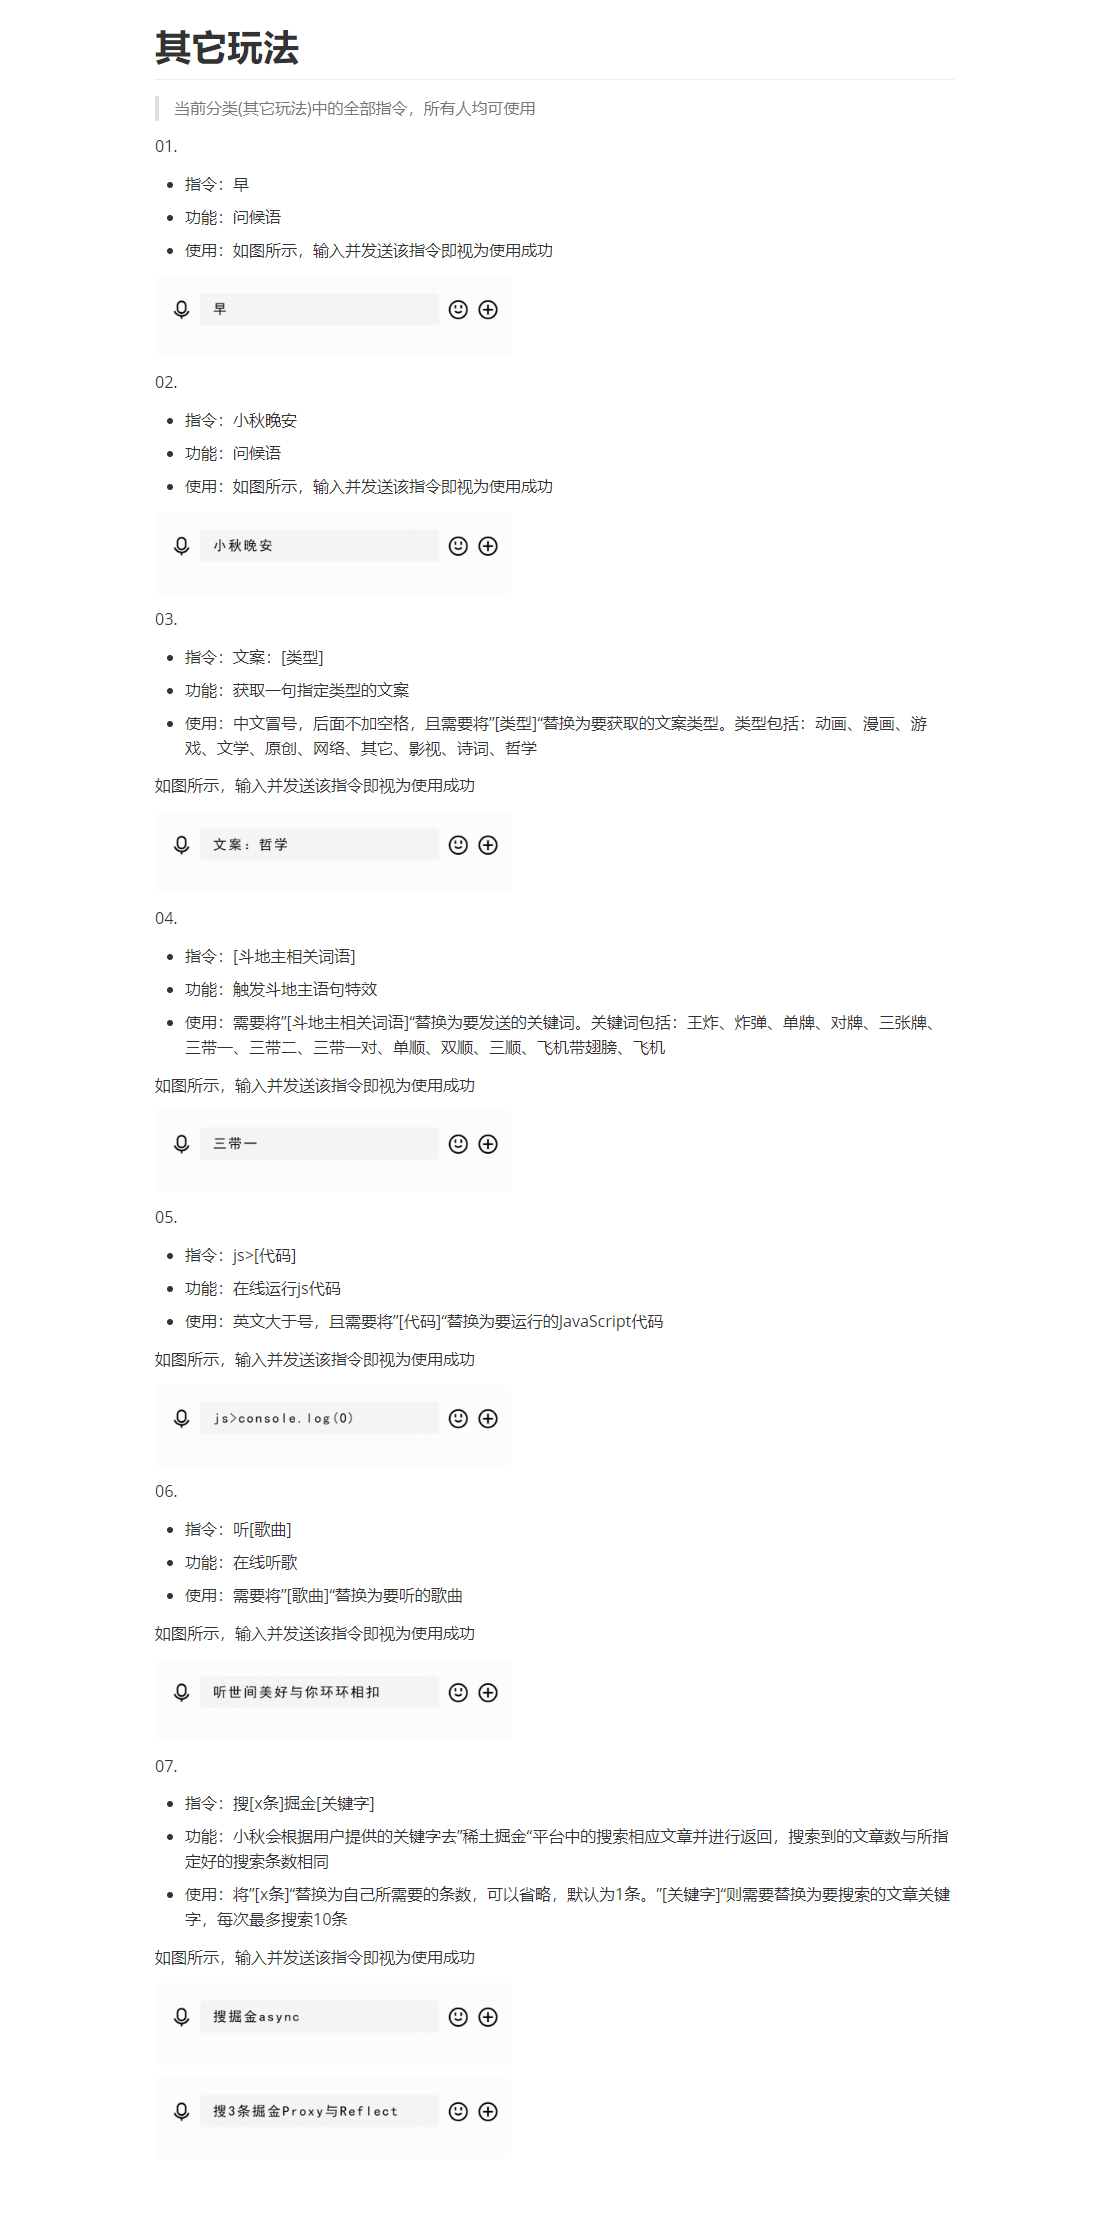 其它玩法
当前分类(其它玩法)中的全部指令，所有人均可使用
01.
指令：早
功能：问候语
使用：如图所示，输入并发送该指令即视为使用成功
早
02.
指令：小秋晚安
功能：问候语
使用：如图所示，输入并发送该指令即视为使用成功
小秋晚安
03.
指令：文案：[类型]
功能：获取一句指定类型的文案
使用：中文冒号，后面不加空格，且需要将”[类型]“替换为要获取的文案类型。类型包括：动画、漫画、游
戏、文学、原创、网络、其它、影视、诗词、哲学
如图所示，输入并发送该指令即视为使用成功
文案：哲学
04.
指令：[斗地主相关词语]
功能：触发斗地主语句特效
使用：需要将”[斗地主相关词语]“替换为要发送的关键词。关键词包括：王炸、炸弹、单牌、对牌、三张牌、
三带一、三带二、三带一对、单顺、双顺、三顺、飞机带翅膀、飞机
如图所示，输入并发送该指令即视为使用成功
三带一
05.
指令：js>[代码]
功能：在线运行js代码
使用：英文大于号，且需要将”[代码]“替换为要运行的JavaScript代码
如图所示，输入并发送该指令即视为使用成功
js>console.log(0)
06.
指令：听[歌曲]
功能：在线听歌
使用：需要将”[歌曲]“替换为要听的歌曲
如图所示，输入并发送该指令即视为使用成功
听世间美好与你环环相扣
07.
指令：搜[x条]掘金[关键字]
功能：小秋会根据用户提供的关键字去”稀土掘金“平台中的搜索相应文章并进行返回，搜索到的文章数与所指
定好的搜索条数相同
使用：将”[x条]“替换为自己所需要的条数，可以省略，默认为1条。”[关键字]“则需要替换为要搜索的文章关键
字，每次最多搜索10条
如图所示，输入并发送该指令即视为使用成功
搜掘金async
搜3条掘金Proxy与Reflect